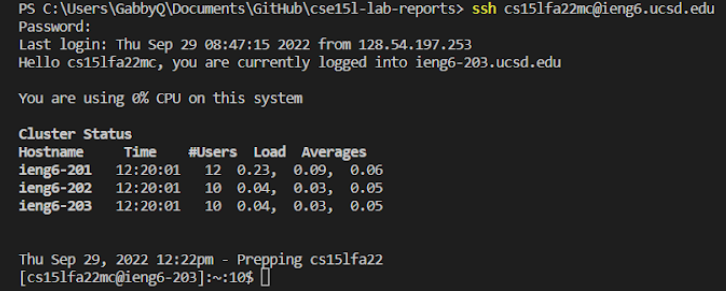 PS C:\Users\GabbyQ\Documents\GitHub\cse15l-lab-reports> ssh cs15lfa22mc@ieng6.ucsd.edu
Password:
Last login: Thu Sep 29 08:47:15 2022 from 128.54.197.253
Hello cs15lfa22mc, you are currently logged into ieng6-203.ucsd.edu
You are using 0% CPU on this system
Cluster Status
Hostname     Time    #Users  Load  Averages
ieng6-201   12:20:01   12  0.23,  0.09,  0.06
ieng6-202   12:20:01   10  0.04,  0.03,  0.05
ieng6-203   12:20:01   10  0.04,  0.03,  0.05
Thu Sep 29, 2022 12:22pm - Prepping cs15lfa22
[cs15lfa22mc@ieng6-203]:~:10$